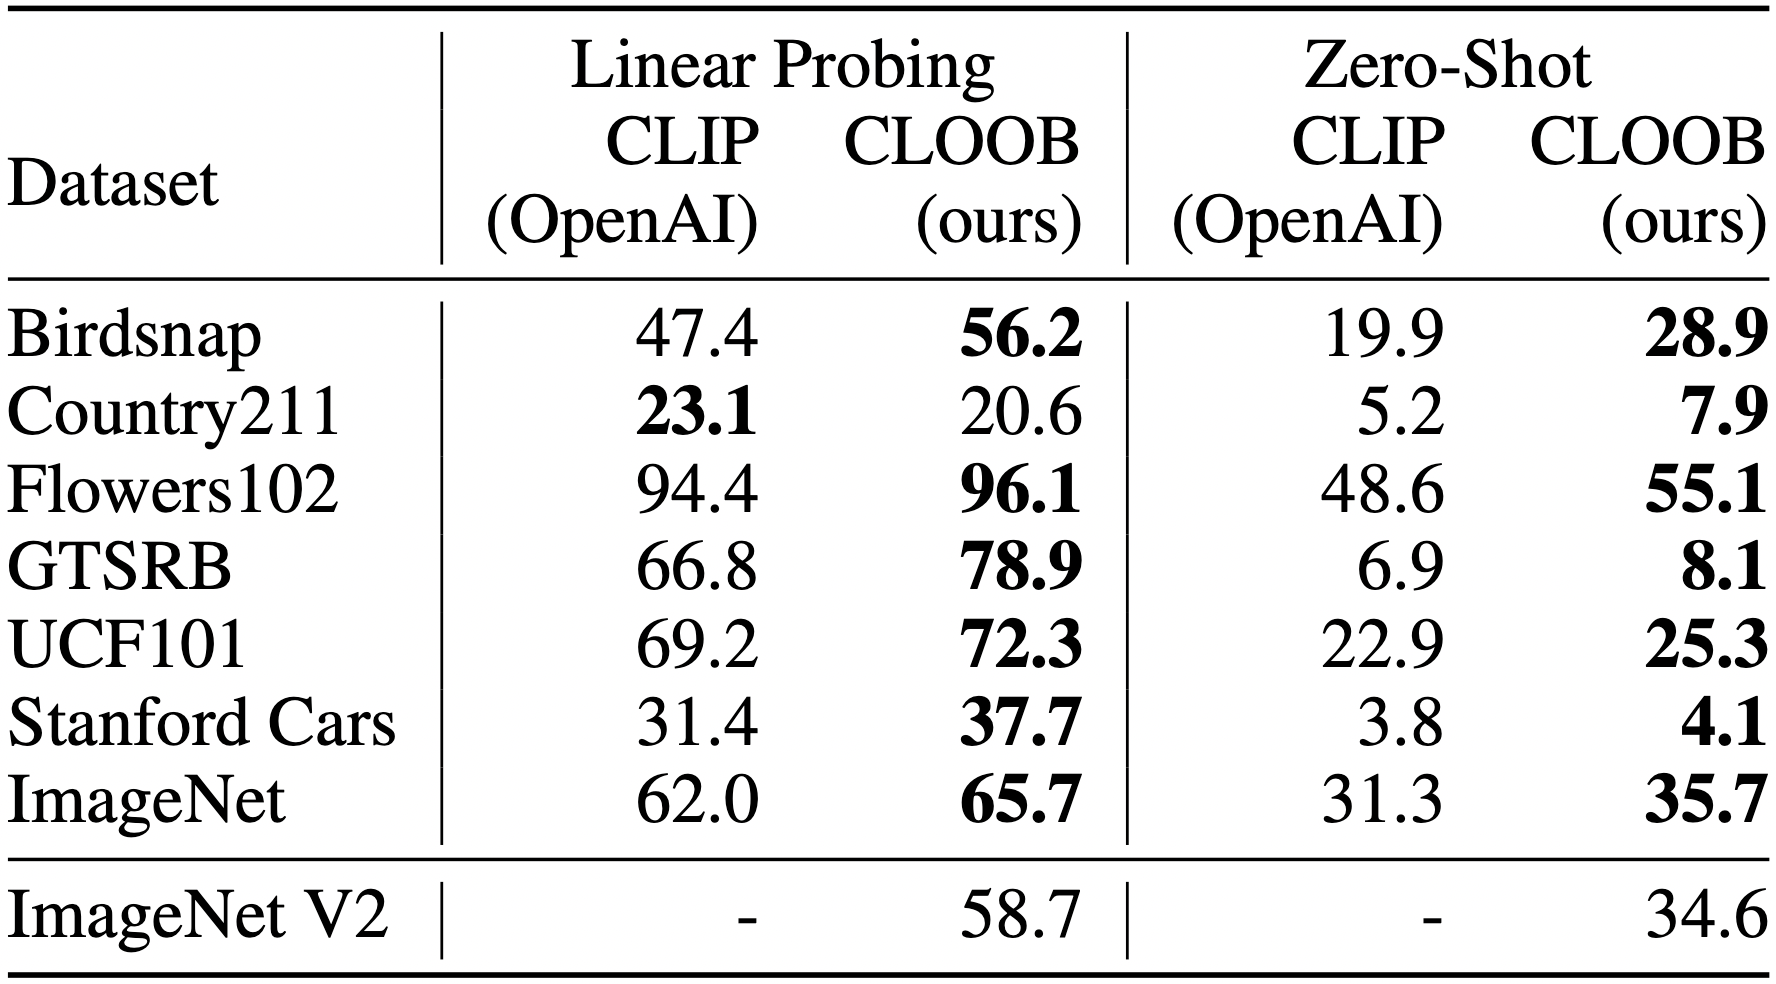 Linear Probing Zero-Shot
Dataset CLIP CLOOB CLIP CLOOB
(OpenAI) (ours) (OpenAI) (ours)
Birdsnap 47.4 56.2 19.9 28.9
Country211 23.1 20.6 5.2 7.9
Flowers102 94.4 96.1 48.6 55.1
GTSRB 66.8 78.9 6.9 8.1
UCF101 69.2 72.3 22.9 25.3
Stanford Cars 31.4 37.7 3.8 4.1
ImageNet 62.0 65.7 31.3 35.7
ImageNet V2 - 58.7 - 34.6